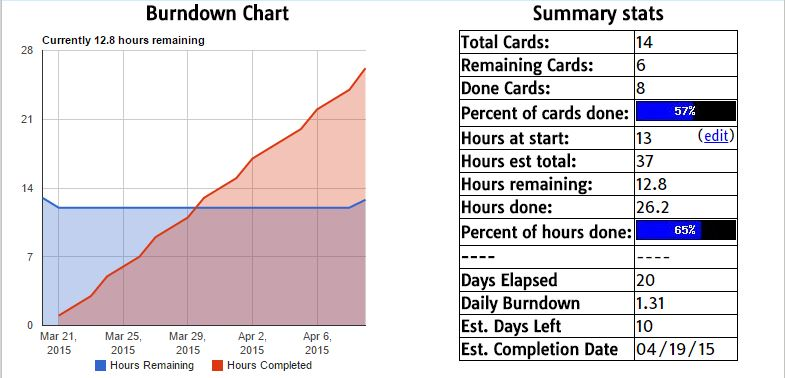 Burndown Chart
Currently 12.8 hours remaining
28
21
14
7
0
Mar 21, 2015
Mar 25, 2015
Mar 29, 2015
Apr 2, 2015
Apr 6, 2015
Hours Remaining
Hours Completed
Summary stats
Total Cards: 14
Remaining Cards: 6
Done Cards: 8
Percent of cards done: 57%
Hours at start: 13 (edit)
Hours est total: 37
Hours remaining: 12.8
Hours done: 26.2
Percent of hours done: 65%
---- ----
Days Elapsed 20
Daily Burndown 1.31
Est. Days Left 10
Est. Completion Date 04/19/15